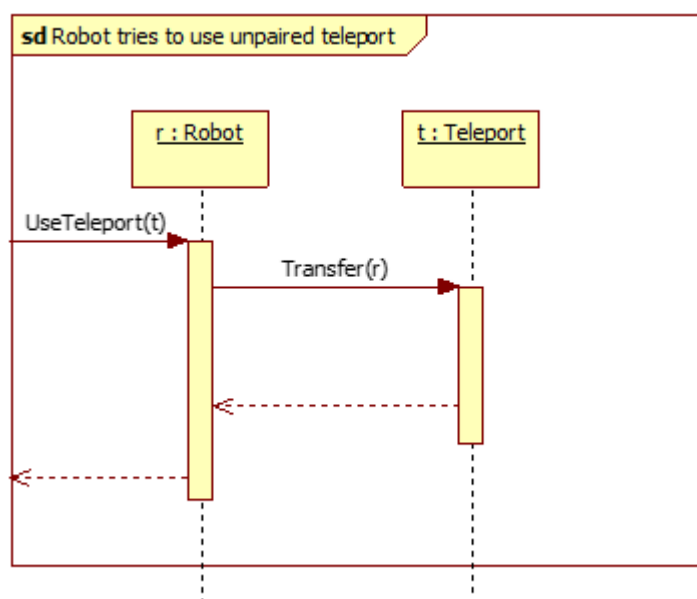 sd Robot tries to use unpaired teleport
r : Robot
t : Teleport
UseTeleport(t)
Transfer(r)